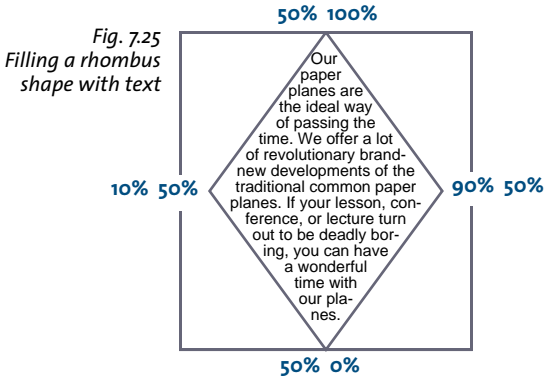 Fig. 7.25
Filling a rhombus
shape with text
50% 100%
Our
paper
planes are
the ideal way
of passing the
time. We offer a lot
of revolutionary brand-
new developments of the
traditional common paper
planes. If your lesson, con-
ference, or lecture turn
out to be deadly bor-
ing, you can have
a wonderful
time with
our pla-
nes.
10% 50%
90% 50%
50% 0%